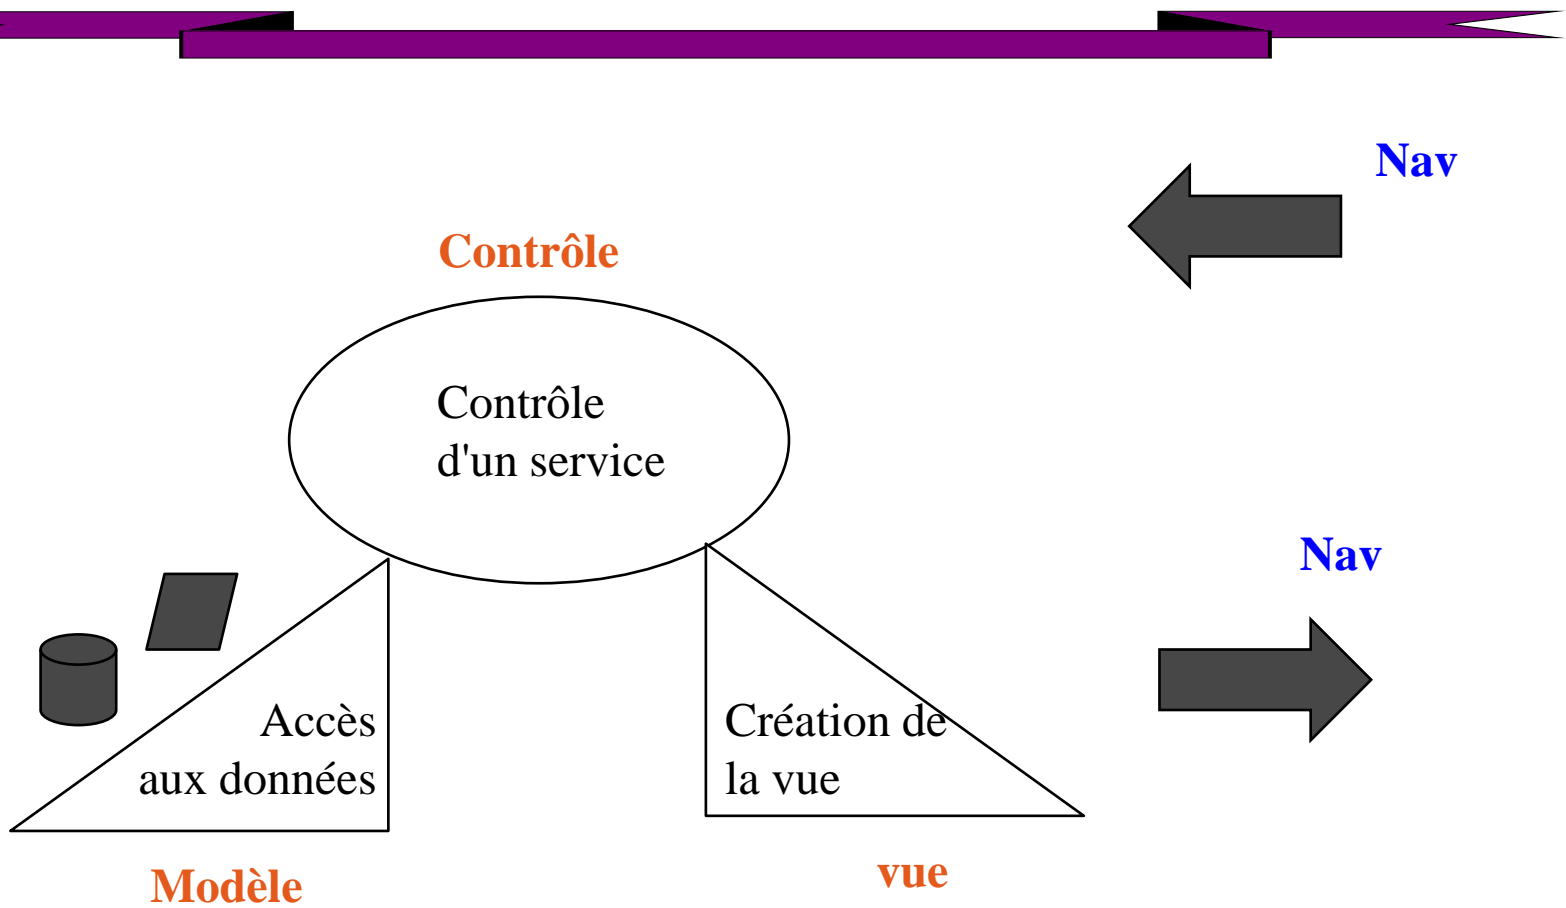 Nav
Contrôle
Contrôle
d'un service
Nav
Accès
aux données
Création de
la vue
Modèle
vue